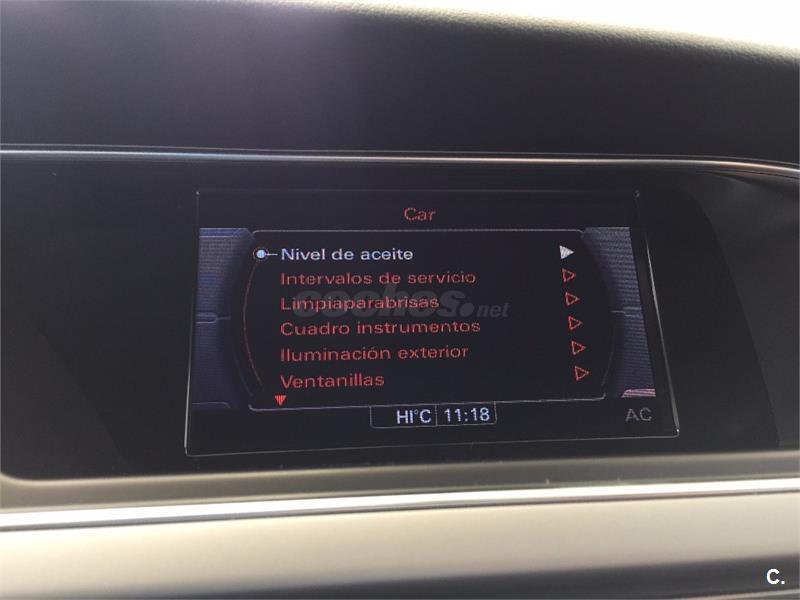 Car
Nivel de aceite
Intervalos de servicio
Limpiaparabrisas
coches.net
Cuadro instrumentos
Iluminación exterior
Ventanillas
HI°C 11:18
AC
C.